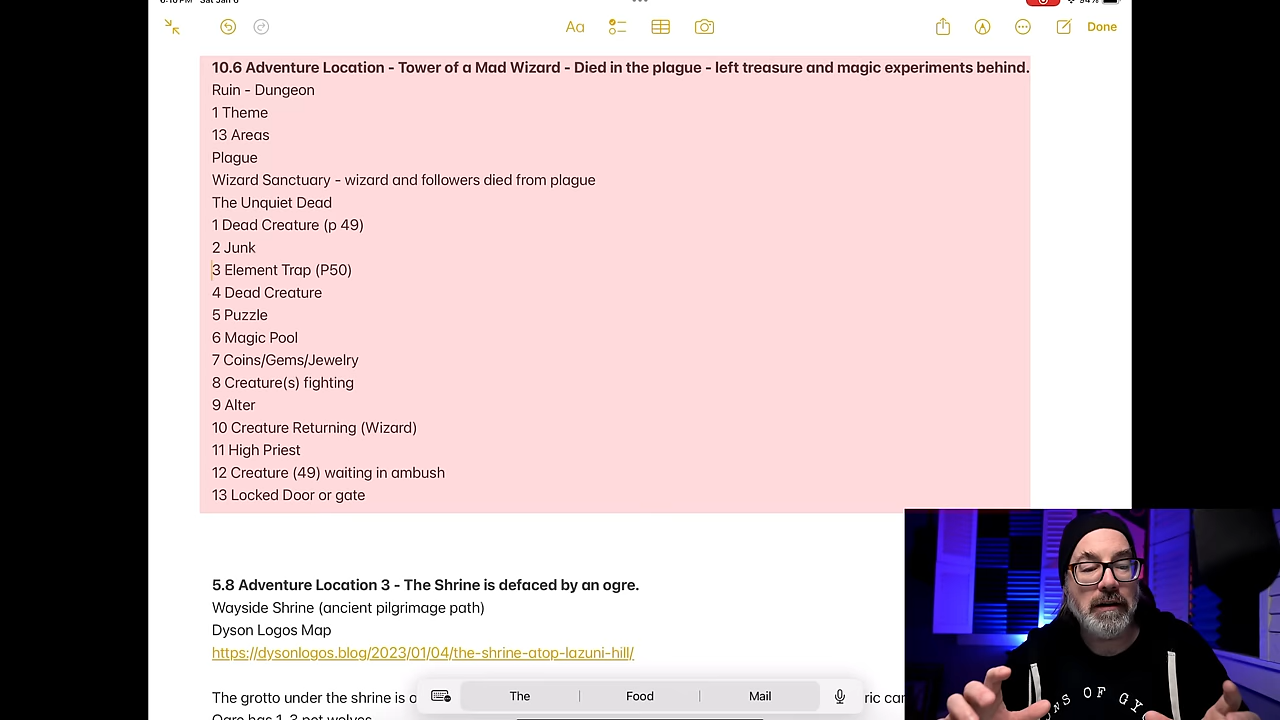 Aa
Done
10.6 Adventure Location - Tower of a Mad Wizard - Died in the plague - left treasure and magic experiments behind.
Ruin - Dungeon
1 Theme
13 Areas
Plague
Wizard Sanctuary - wizard and followers died from plague
The Unquiet Dead
1 Dead Creature (p 49)
2 Junk
3 Element Trap (P50)
4 Dead Creature
5 Puzzle
6 Magic Pool
7 Coins/Gems/Jewelry
8 Creature(s) fighting
9 Alter
10 Creature Returning (Wizard)
11 High Priest
12 Creature (49) waiting in ambush
13 Locked Door or gate
5.8 Adventure Location 3 - The Shrine is defaced by an ogre.
Wayside Shrine (ancient pilgrimage path)
Dyson Logos Map
https://dysonlogos.blog/2023/01/04/the-shrine-atop-lazuni-hill/
The grotto under the shrine is
The Food Mail
OF GY